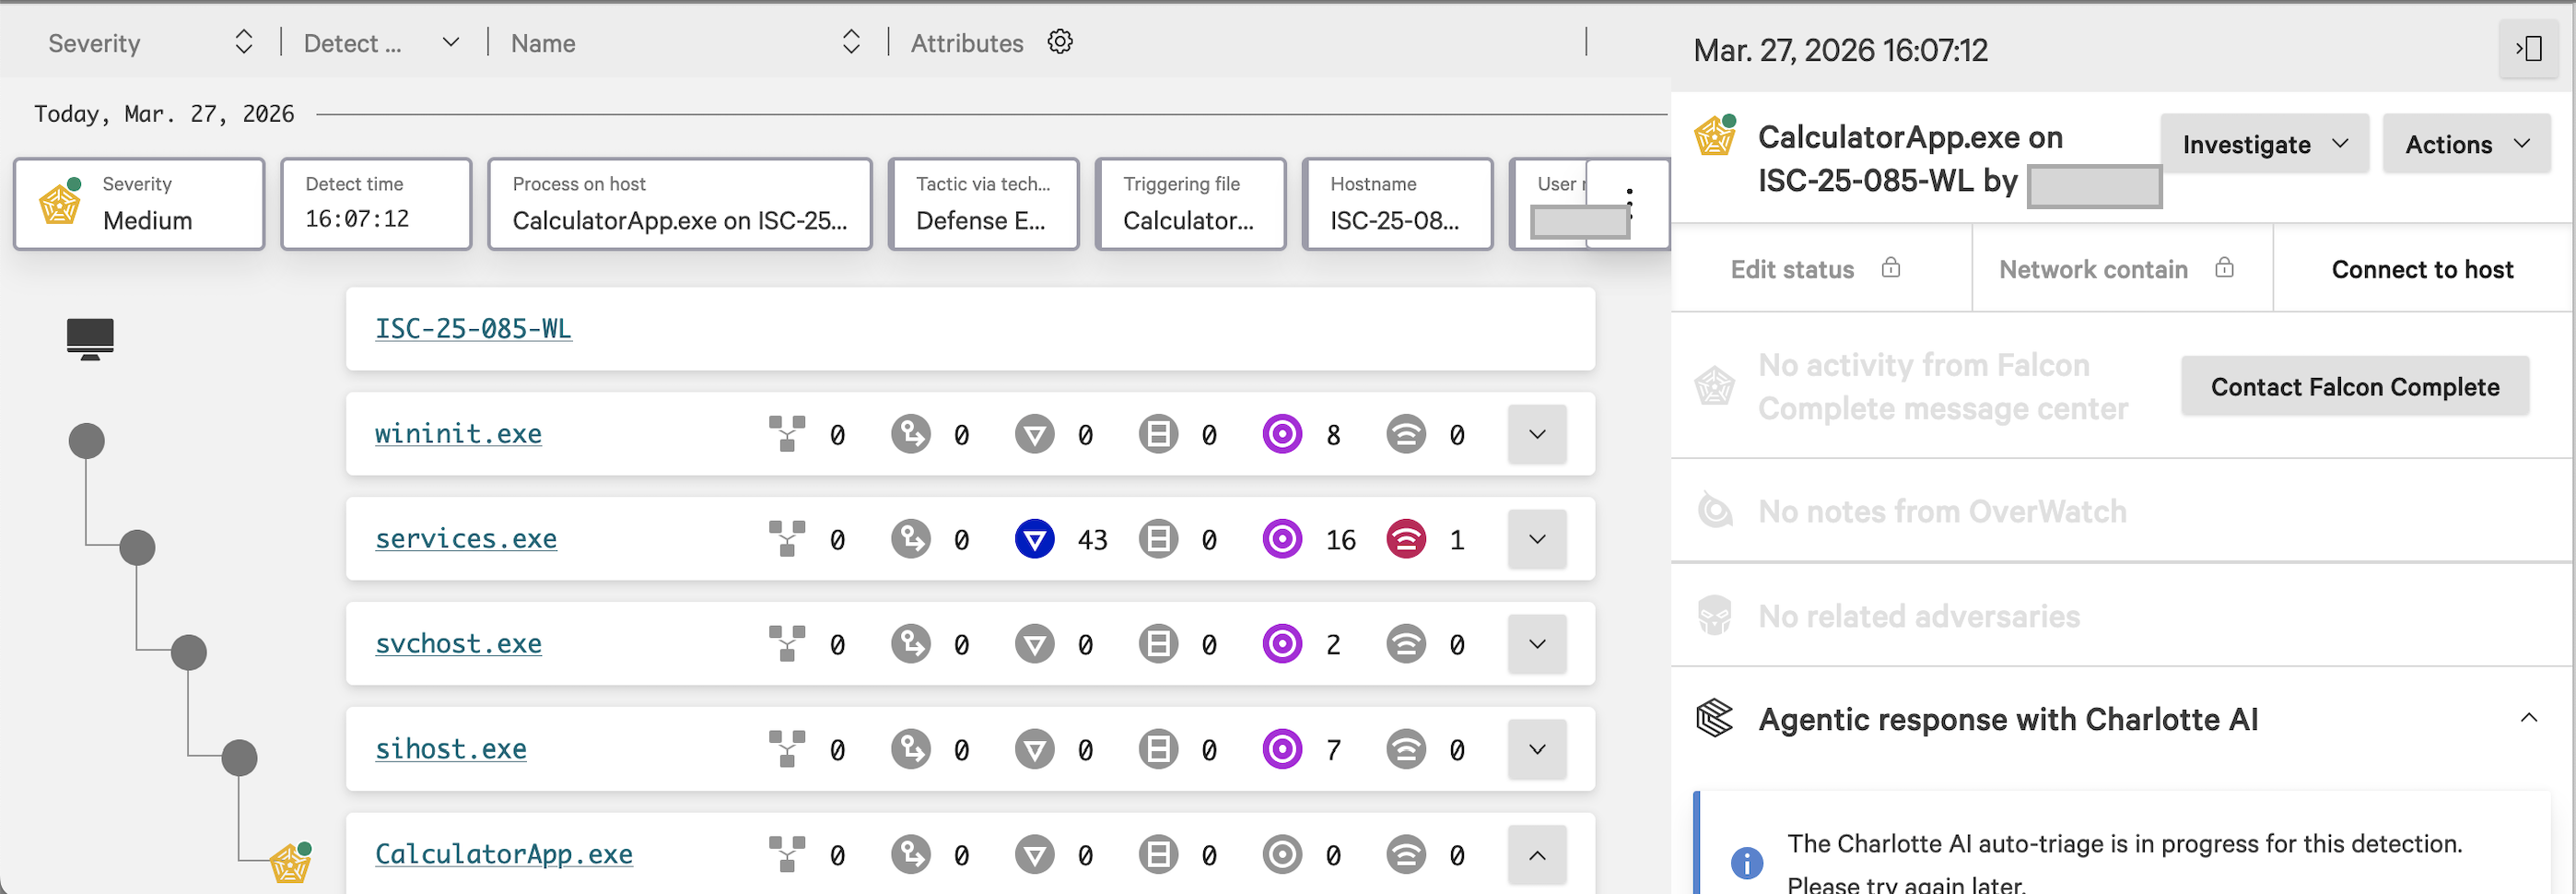 Severity Detect ... Name Attributes
Today, Mar. 27, 2026
Severity
Medium
Detect time
16:07:12
Process on host
CalculatorApp.exe on ISC-25...
Tactic via tech...
Defense E...
Triggering file
Calculator...
Hostname
ISC-25-08...
User
ISC-25-085-WL
wininit.exe 0 0 0 0 8 0
services.exe 0 0 43 0 16 1
svchost.exe 0 0 0 0 2 0
sihost.exe 0 0 0 0 7 0
CalculatorApp.exe 0 0 0 0 0 0
Mar. 27, 2026 16:07:12
CalculatorApp.exe on
ISC-25-085-WL by
Investigate
Actions
Edit status
Network contain
Connect to host
No activity from Falcon
Complete message center
Contact Falcon Complete
No notes from OverWatch
No related adversaries
Agentic response with Charlotte AI
The Charlotte AI auto-triage is in progress for this detection.
Please try again later.